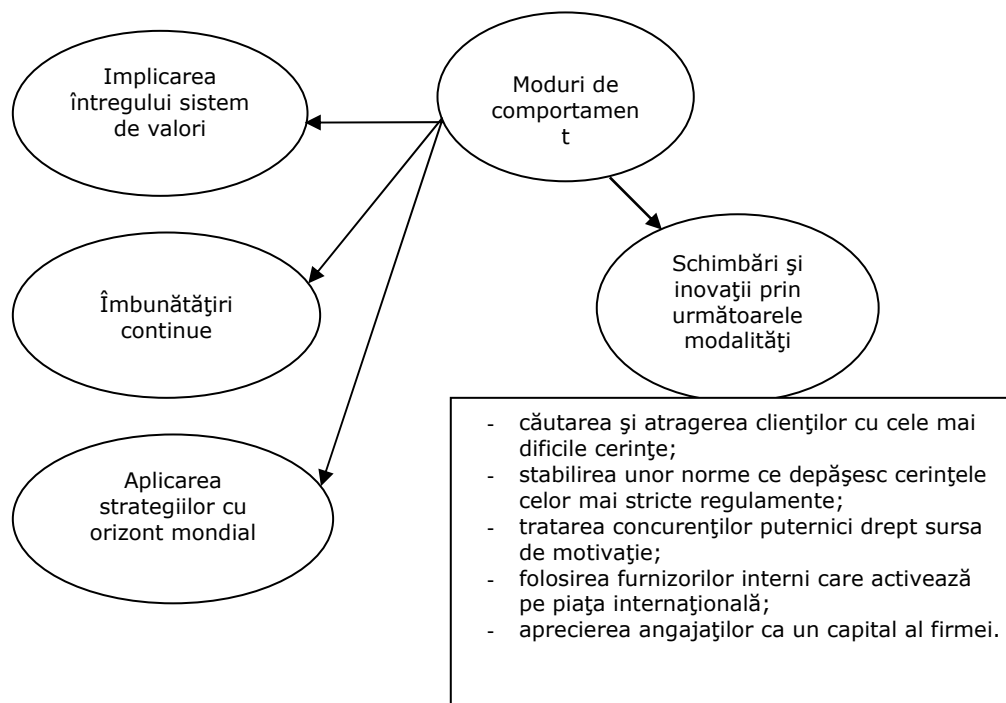 Implicarea
întregului sistem
de valori
Moduri de
comportamen
t
Îmbunătăţiri
continue
Schimbări şi
inovaţii prin
următoarele
modalităţi
Aplicarea
strategiilor cu
orizont mondial
- căutarea şi atragerea clienţilor cu cele mai
dificile cerinţe;
- stabilirea unor norme ce depăşesc cerinţele
celor mai stricte regulamente;
- tratarea concurenţilor puternici drept sursa
de motivaţie;
- folosirea furnizorilor interni care activează
pe piaţa internaţională;
- aprecierea angajaţilor ca un capital al firmei.